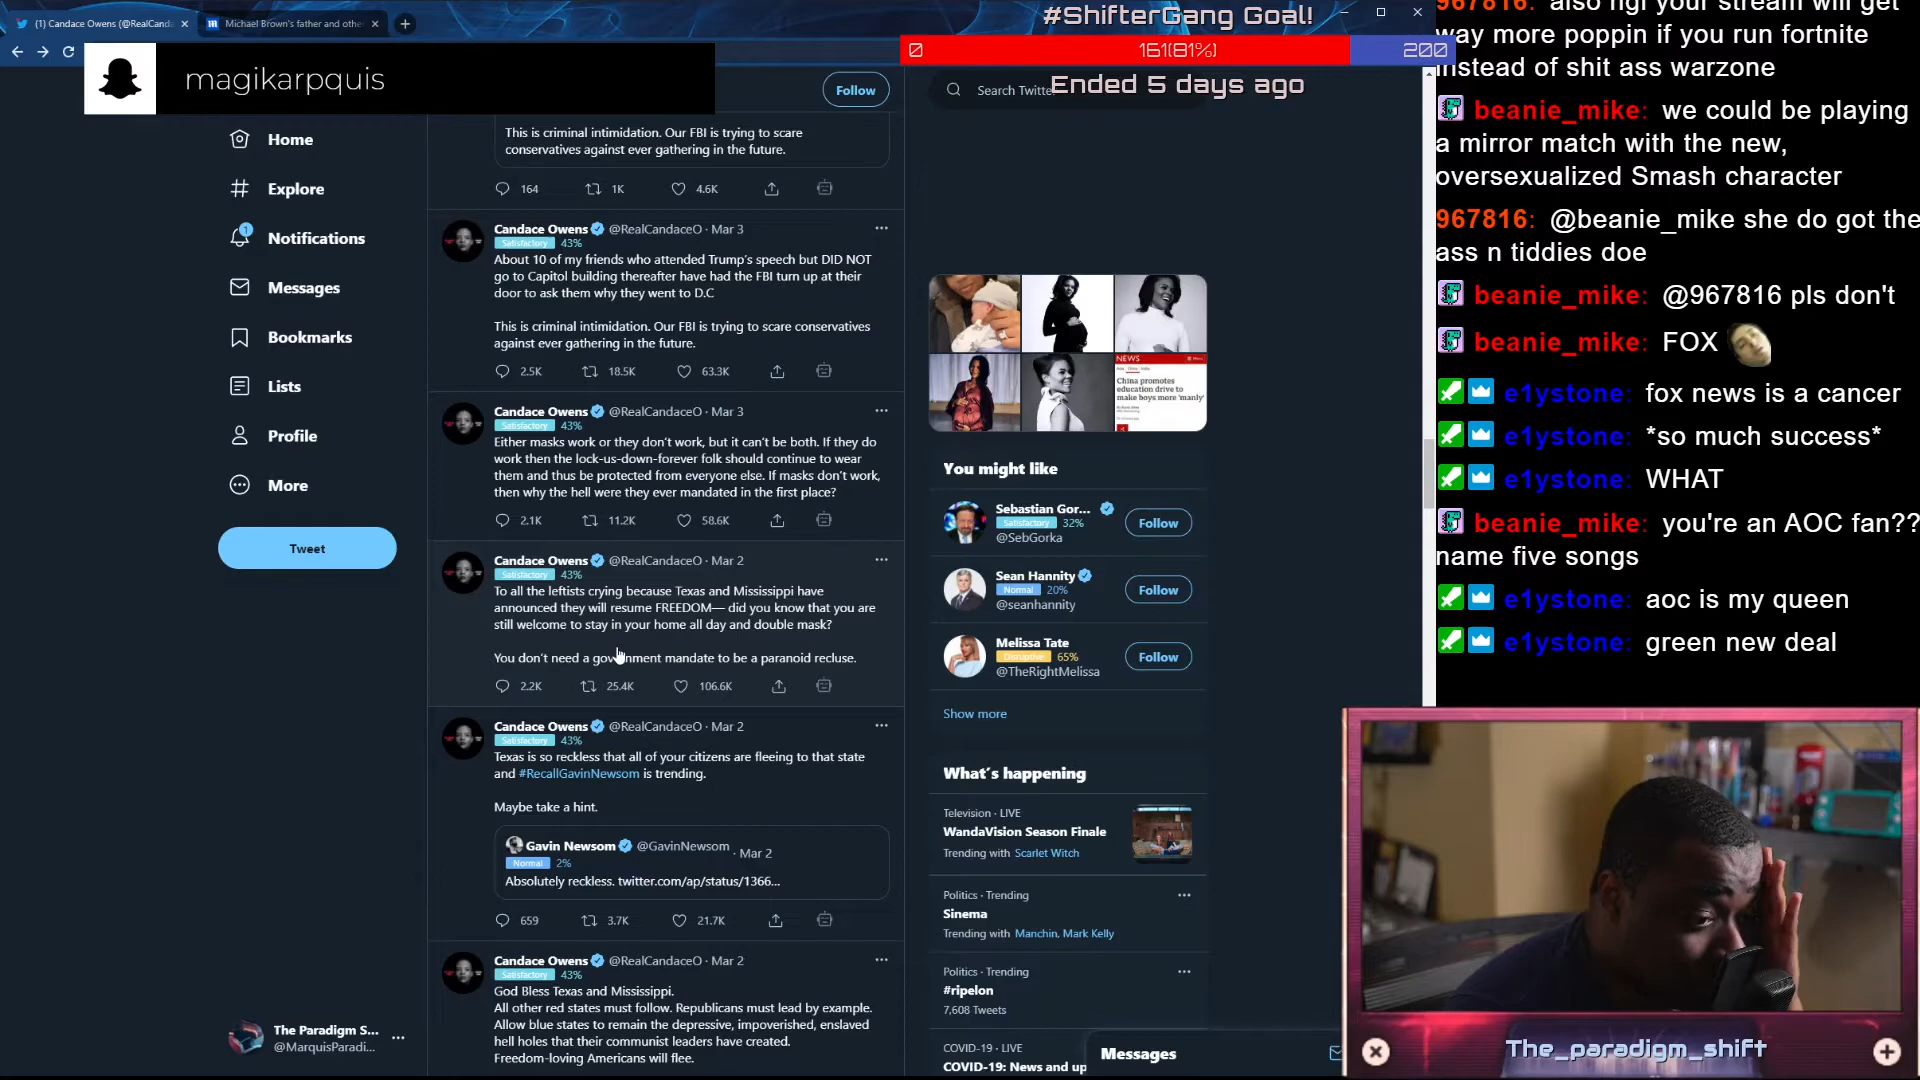 (1) Candace Owens (@RealCanda
Michael Brown's father and othe
magikarpquis
#ShifterGang Goal!
0
161(81%)
200
Ended 5 days ago
Follow
Search Twitte
Home
Explore
Notifications
1
Messages
Bookmarks
Lists
Profile
More
Tweet
The Paradigm S...
@MarquisParadi...
This is criminal intimidation. Our FBI is trying to scare
conservatives against ever gathering in the future.
164 1K 4.6K
Candace Owens @RealCandaceO · Mar 3
Satisfactory 43%
About 10 of my friends who attended Trump's speech but DID NOT
go to Capitol building thereafter have had the FBI turn up at their
door to ask them why they went to D.C
This is criminal intimidation. Our FBI is trying to scare conservatives
against ever gathering in the future.
2.5K 18.5K 63.3K
Candace Owens @RealCandaceO · Mar 3
Satisfactory 43%
Either masks work or they don't work, but it can't be both. If they do
work then the lock-us-down-forever folk should continue to wear
them and thus be protected from everyone else. If masks don't work,
then why the hell were they ever mandated in the first place?
2.1K 11.2K 58.6K
Candace Owens @RealCandaceO · Mar 2
Satisfactory 43%
To all the leftists crying because Texas and Mississippi have
announced they will resume FREEDOM— did you know that you are
still welcome to stay in your home all day and double mask?
You don't need a government mandate to be a paranoid recluse.
2.2K 25.4K 106.6K
Candace Owens @RealCandaceO · Mar 2
Satisfactory 43%
Texas is so reckless that all of your citizens are fleeing to that state
and #RecallGavinNewsom is trending.
Maybe take a hint.
Gavin Newsom @GavinNewsom · Mar 2
Normal 2%
Absolutely reckless. twitter.com/ap/status/1366...
659 3.7K 21.7K
Candace Owens @RealCandaceO · Mar 2
Satisfactory 43%
God Bless Texas and Mississippi.
All other red states must follow. Republicans must lead by example.
Allow blue states to remain the depressive, impoverished, enslaved
hell holes that their communist leaders have created.
Freedom-loving Americans will flee.
NEWS
China promotes
education drive to
make boys more 'manly'
You might like
Sebastian Gor...
Satisfactory 32%
@SebGorka
Follow
Sean Hannity
Normal 20%
@seanhannity
Follow
Melissa Tate
Disruptive 65%
@TheRightMelissa
Follow
Show more
What's happening
Television · LIVE
WandaVision Season Finale
Trending with Scarlet Witch
Politics · Trending
Sinema
Trending with Manchin, Mark Kelly
Politics · Trending
#ripelon
7,608 Tweets
COVID-19 · LIVE
COVID-19: News and up
Messages
967816: also ngl your stream will get
way more poppin if you run fortnite
instead of shit ass warzone
beanie_mike: we could be playing
a mirror match with the new,
oversexualized Smash character
967816: @beanie_mike she do got the
ass n tiddies doe
beanie_mike: @967816 pls don't
beanie_mike: FOX
e1ystone: fox news is a cancer
e1ystone: *so much success*
e1ystone: WHAT
beanie_mike: you're an AOC fan??
name five songs
e1ystone: aoc is my queen
e1ystone: green new deal
The_paradigm_shift